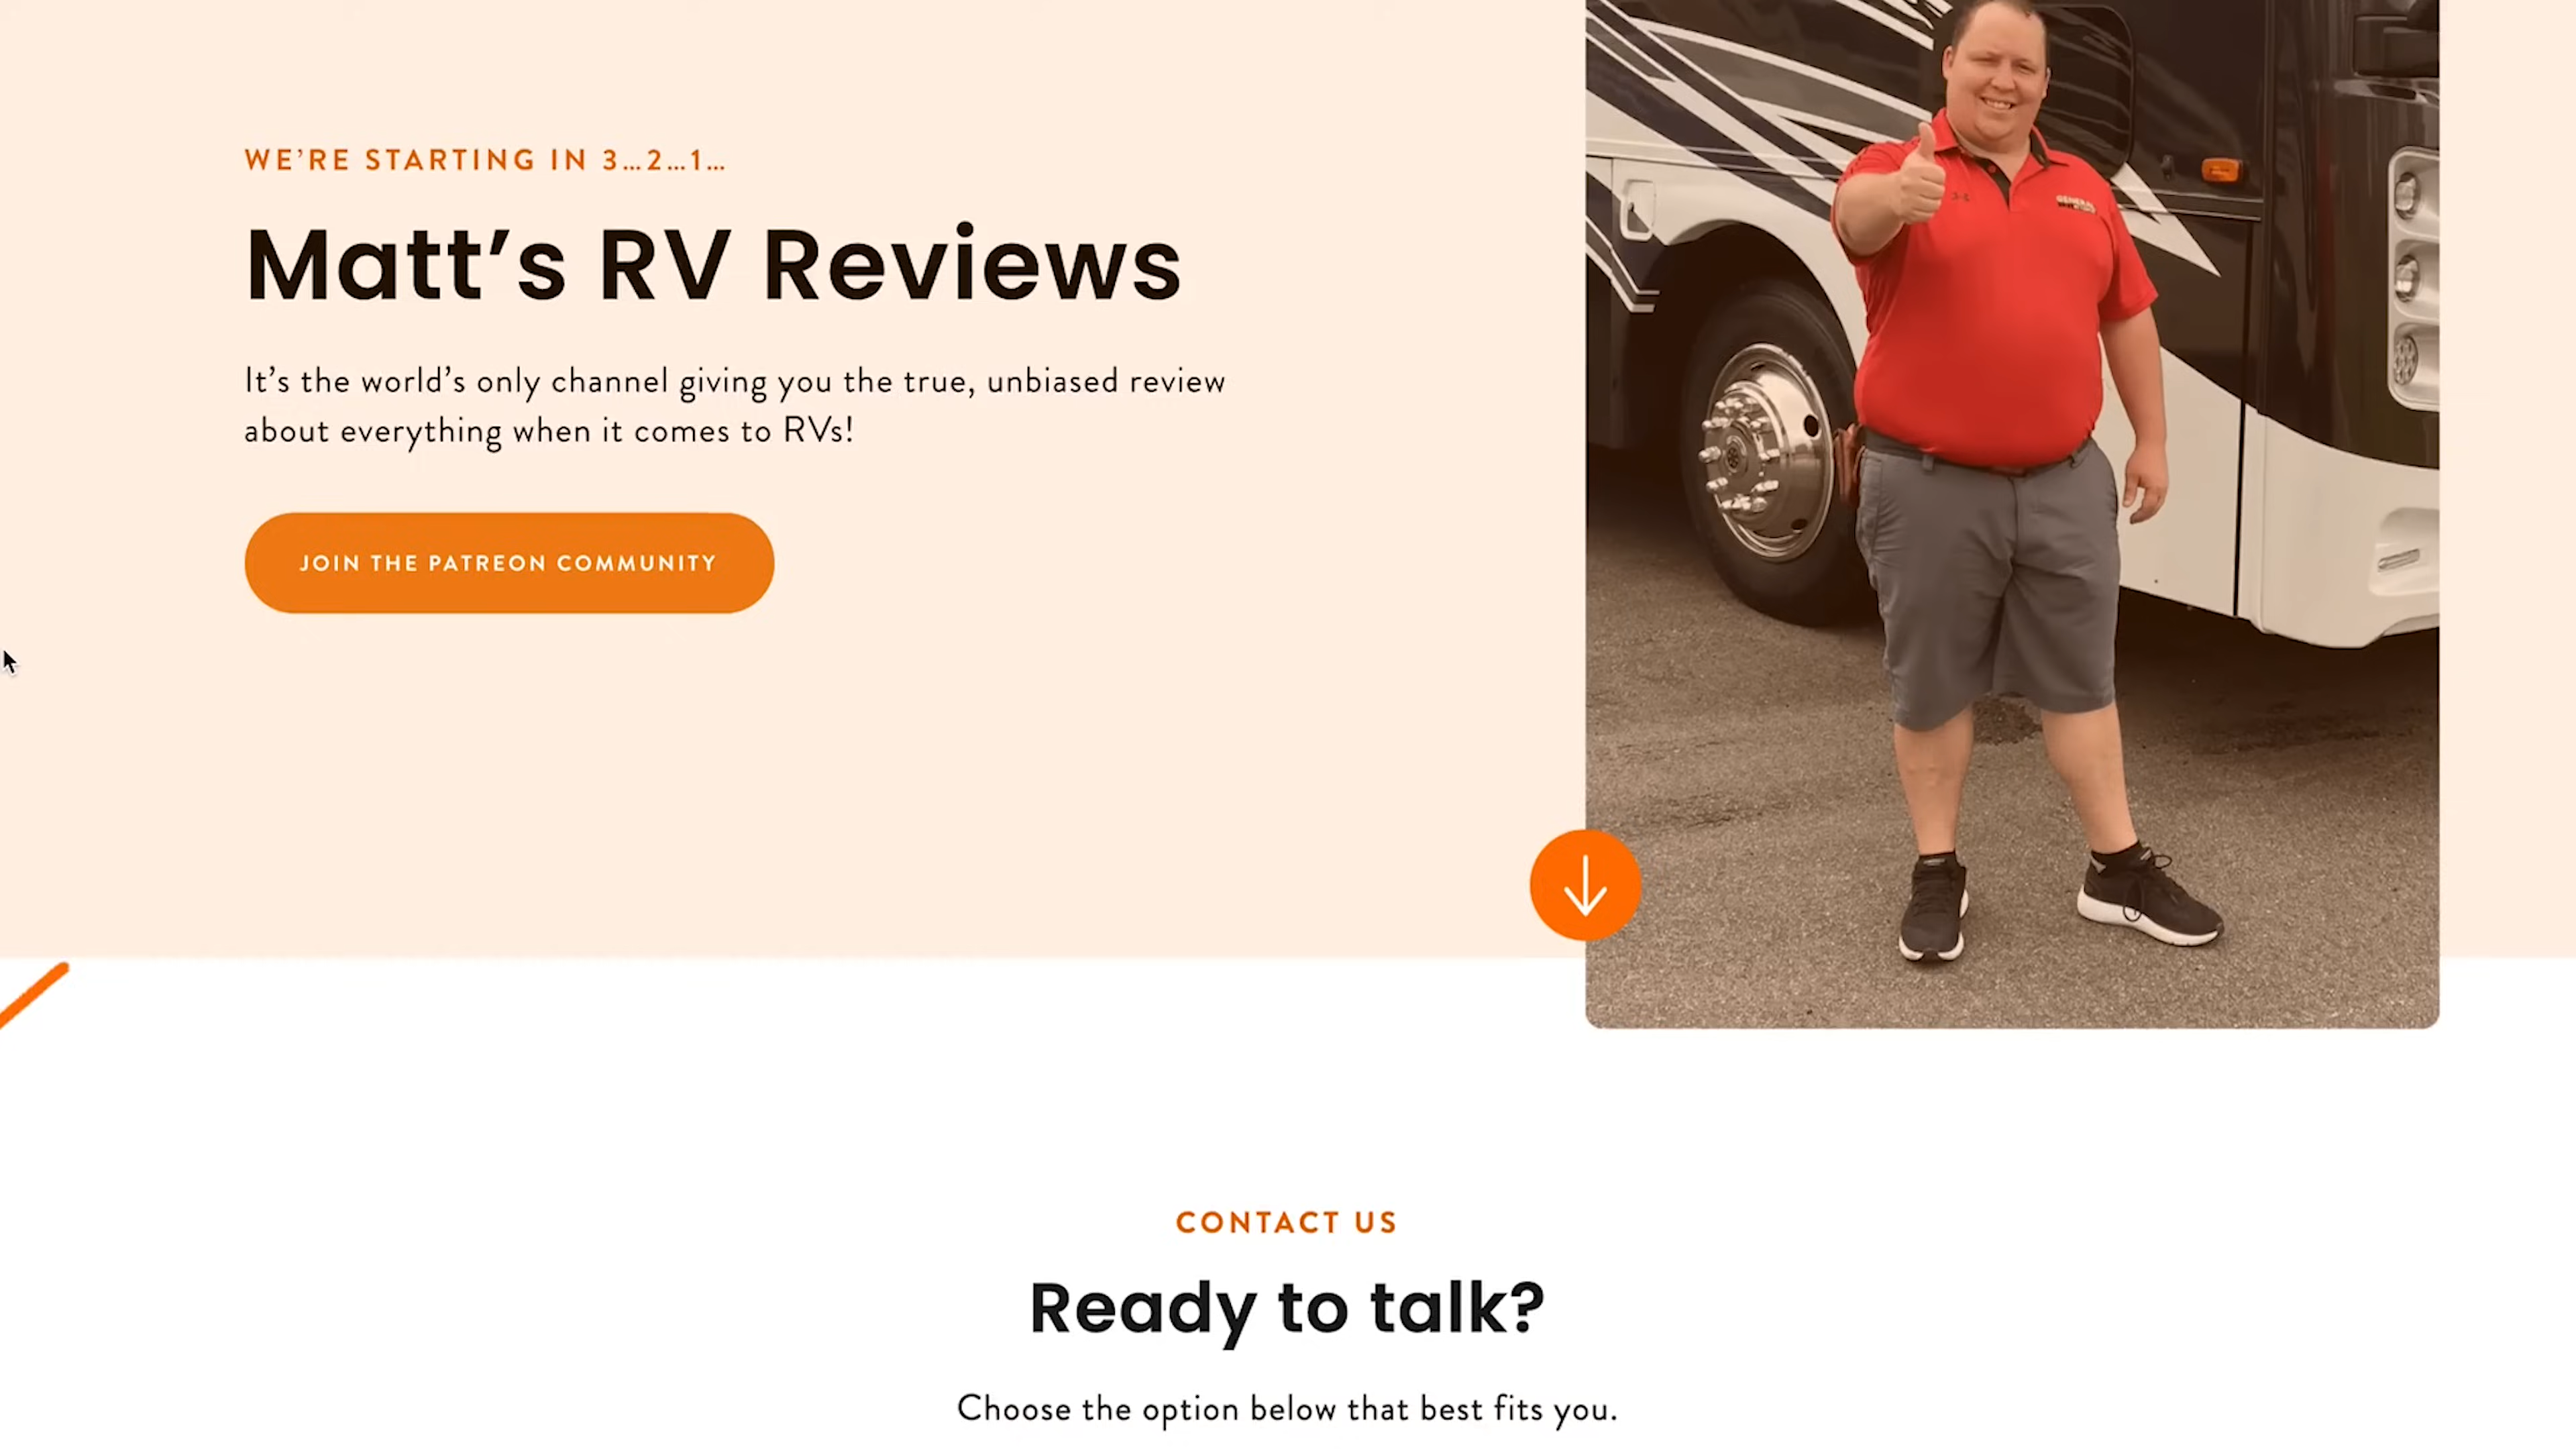 WE’RE STARTING IN 3…2…1…
Matt’s RV Reviews
It’s the world’s only channel giving you the true, unbiased review
about everything when it comes to RVs!
JOIN THE PATREON COMMUNITY
GENERAL
CONTACT US
Ready to talk?
Choose the option below that best fits you.